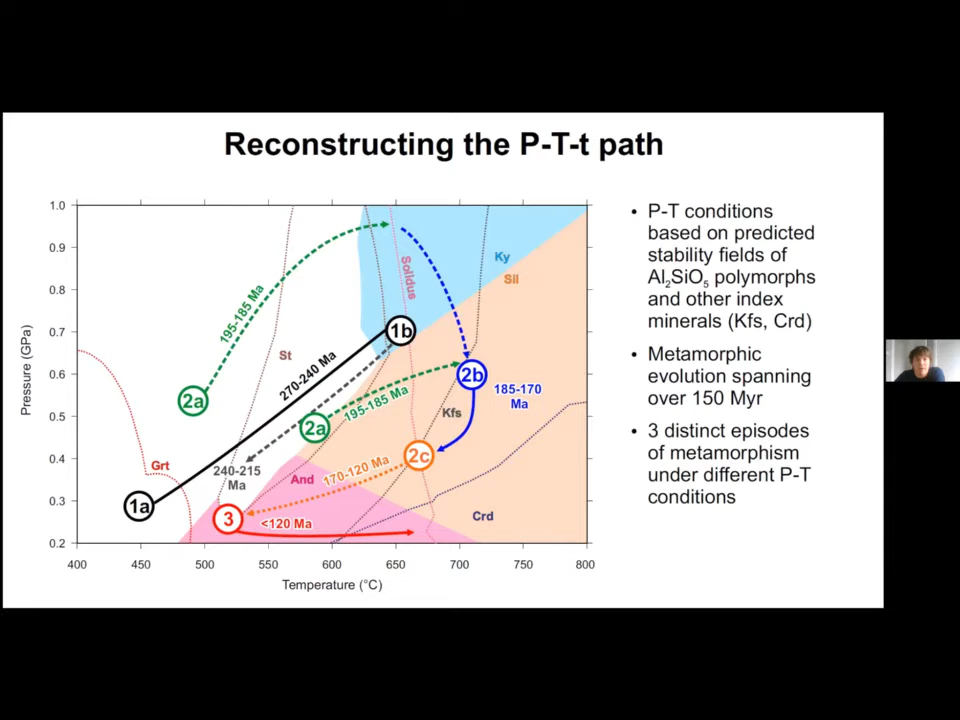 Reconstructing the P-T-t path
1.0
0.9
0.8
0.7
0.6
0.5
0.4
0.3
0.2
Pressure (GPa)
400
450
500
550
600
650
700
750
800
Temperature (°C)
Ky
Sil
Solidus
195-185 Ma
1b
St
270-240 Ma
2a
2b
195-185 Ma
185-170
Ma
2a
Kfs
2c
Grt
240-215
Ma
And
170-120 Ma
1a
3
<120 Ma
Crd
• P-T conditions
based on predicted
stability fields of
Al₂SiO₅ polymorphs
and other index
minerals (Kfs, Crd)
• Metamorphic
evolution spanning
over 150 Myr
• 3 distinct episodes
of metamorphism
under different P-T
conditions